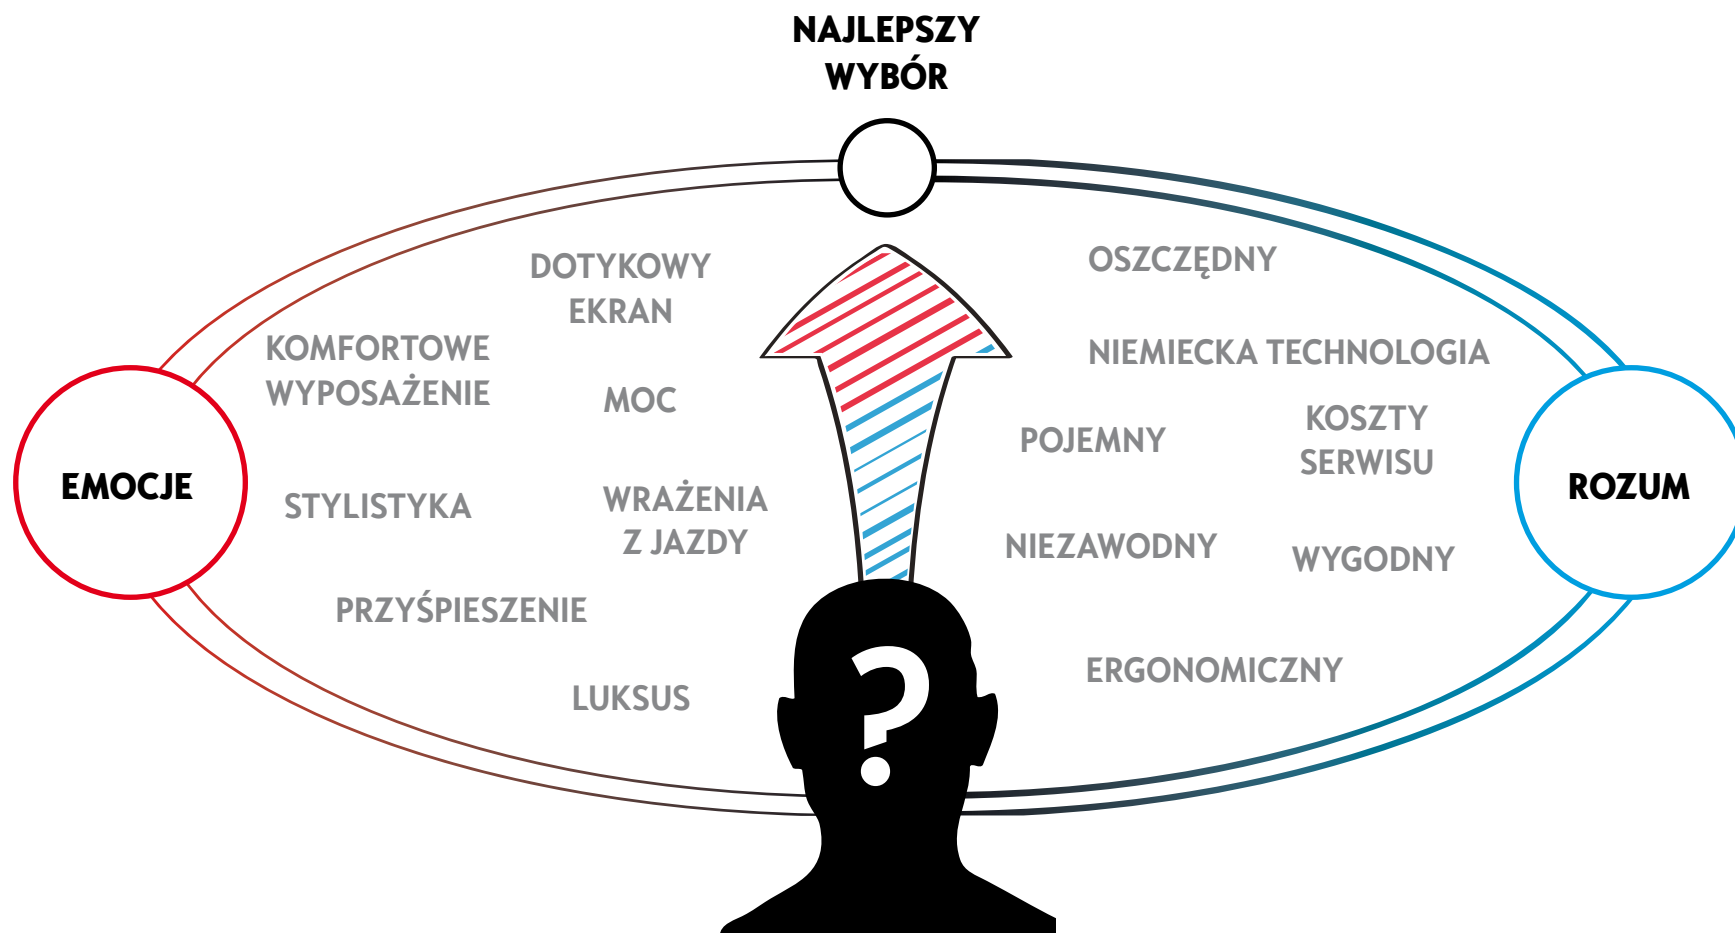 NAJLEPSZY
WYBÓR
DOTYKOWY
EKRAN
KOMFORTOWE
WYPOSAŻENIE
MOC
EMOCJE
STYLISTYKA
WRAŻENIA
Z JAZDY
PRZYŚPIESZENIE
LUKSUS
?
OSZCZĘDNY
NIEMIECKA TECHNOLOGIA
POJEMNY
KOSZTY
SERWISU
ROZUM
NIEZAWODNY
WYGODNY
ERGONOMICZNY